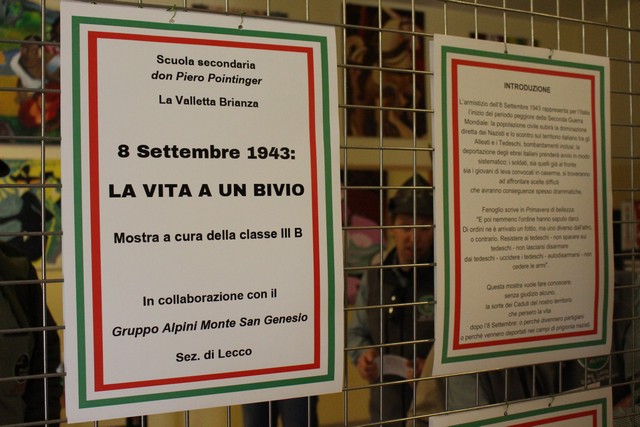 Scuola secondaria
don Piero Pointinger
La Valletta Brianza
8 Settembre 1943:
LA VITA A UN BIVIO
Mostra a cura della classe III B
In collaborazione con il
Gruppo Alpini Monte San Genesio
Sez. di Lecco
INTRODUZIONE
L'armistizio dell'8 Settembre 1943 rappresenta per l'Italia
l'inizio del periodo peggiore della Seconda Guerra
Mondiale: la popolazione civile subirà la dominazione
diretta dei Nazisti e lo scontro sul territorio italiano tra gli
Alleati e i Tedeschi, bombardamenti inclusi; la
deportazione degli ebrei italiani prenderà avvio in modo
sistematico; i soldati, sia quelli già al fronte
sia i giovani di leva convocati in caserma, si troveranno
ad affrontare scelte difficili
che avranno conseguenze spesso drammatiche.
Fenoglio scrive in Primavera di bellezza:
"E poi nemmeno l'ordine hanno saputo darci.
Di ordini ne è arrivato un fottio, ma uno diverso dall'altro,
o contrario. Resistere ai tedeschi - non sparare sui
tedeschi - non lasciarsi disarmare
dai tedeschi - uccidere i tedeschi - autodisarmarsi - non
cedere le armi".
Questa mostra vuole fare conoscere,
senza giudizio alcuno,
la sorte dei Caduti del nostro territorio
che persero la vita
dopo l'8 Settembre: o perché divennero partigiani
o perché vennero deportati nei campi di prigionia nazisti.